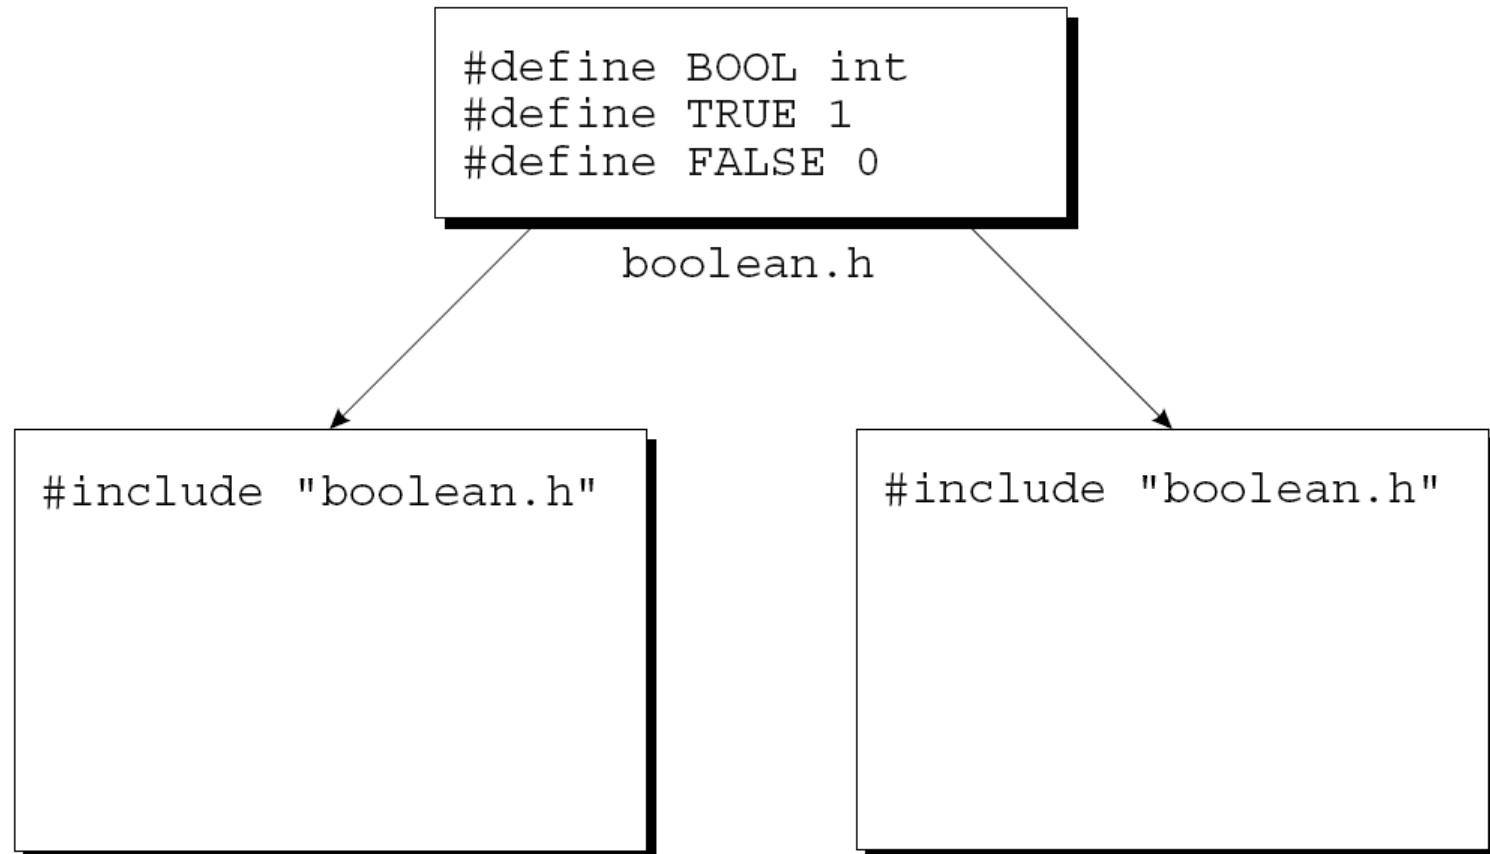 #define BOOL int
#define TRUE 1
#define FALSE 0
boolean.h
#include "boolean.h"
#include "boolean.h"